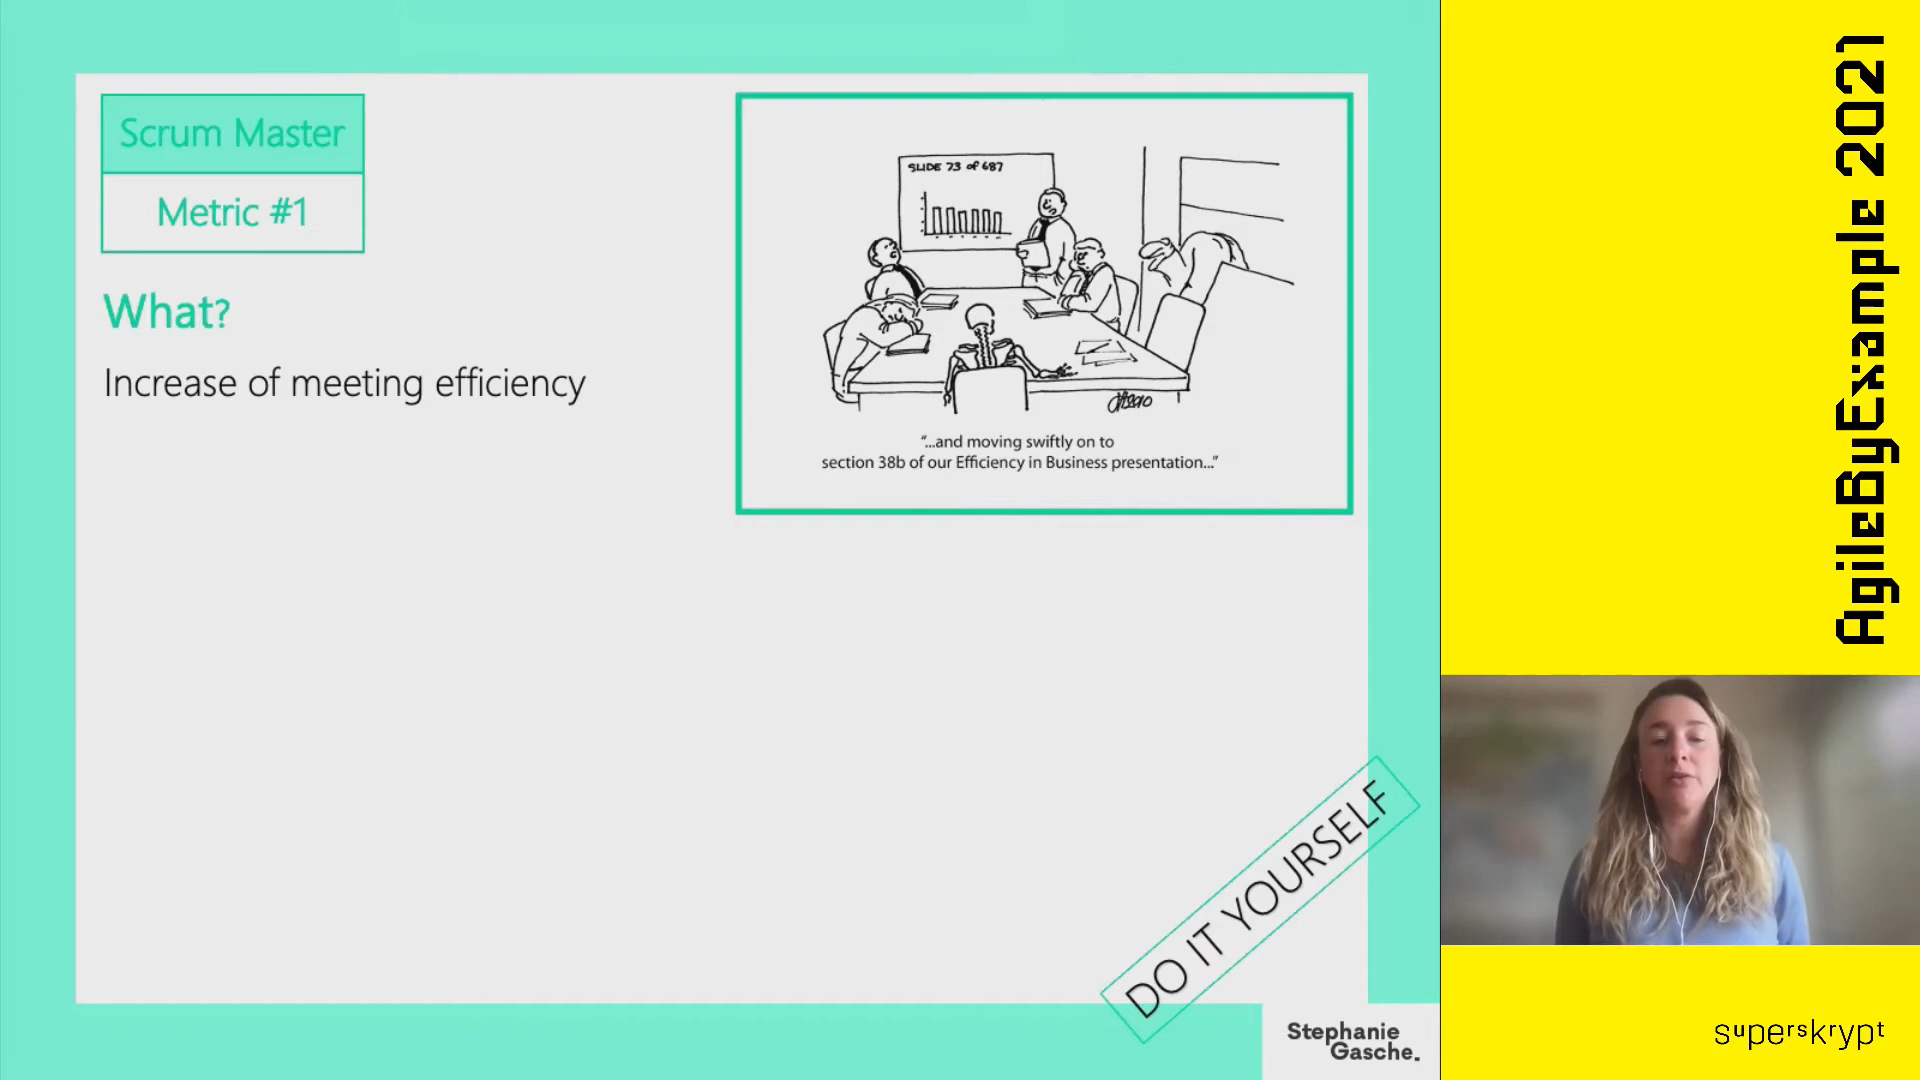 Scrum Master
Metric #1
What?
Increase of meeting efficiency
SLIDE 73 of 687
"...and moving swiftly on to
section 38b of our Efficiency in Business presentation..."
DO IT YOURSELF
Stephanie
Gasche.
AgileByExample 2021
superskrypt